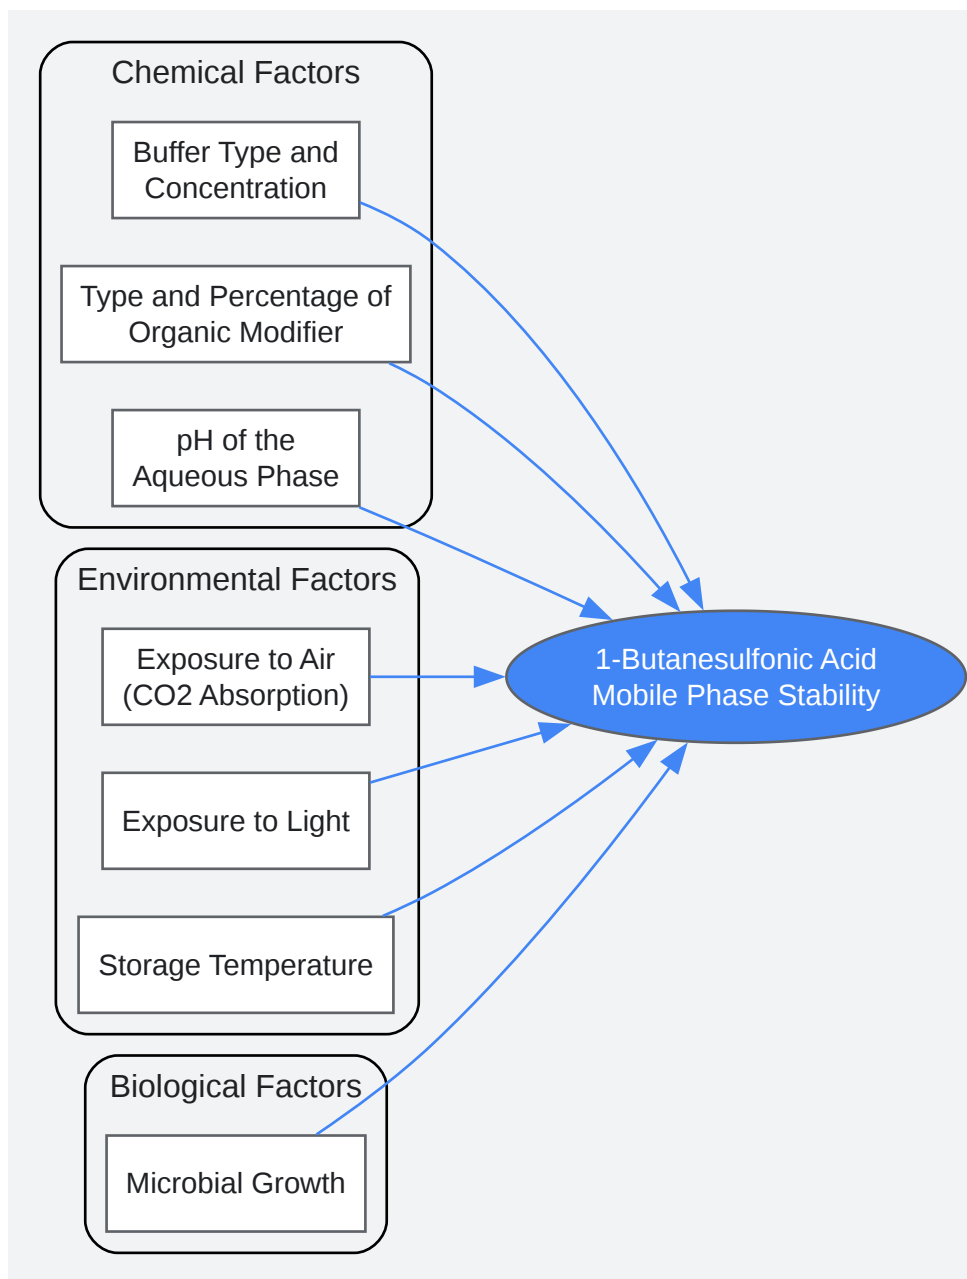 Chemical Factors
Buffer Type and
Concentration
Type and Percentage of
Organic Modifier
pH of the
Aqueous Phase
Environmental Factors
Exposure to Air
(CO2 Absorption)
Exposure to Light
Storage Temperature
Biological Factors
Microbial Growth
1-Butanesulfonic Acid
Mobile Phase Stability